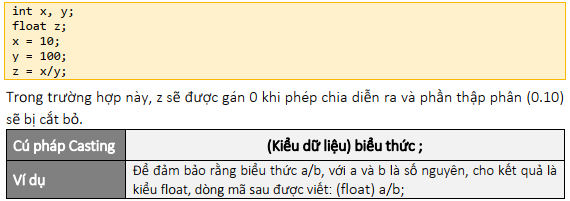 int x, y;
float z;
x = 10;
y = 100;
z = x/y;
Trong trường hợp này, z sẽ được gán 0 khi phép chia diễn ra và phần thập phân (0.10)
sẽ bị cắt bỏ.
Cú pháp Casting
(Kiểu dữ liệu) biểu thức ;
Ví dụ
Để đảm bảo rằng biểu thức a/b, với a và b là số nguyên, cho kết quả là
kiểu float, dòng mã sau được viết: (float) a/b;